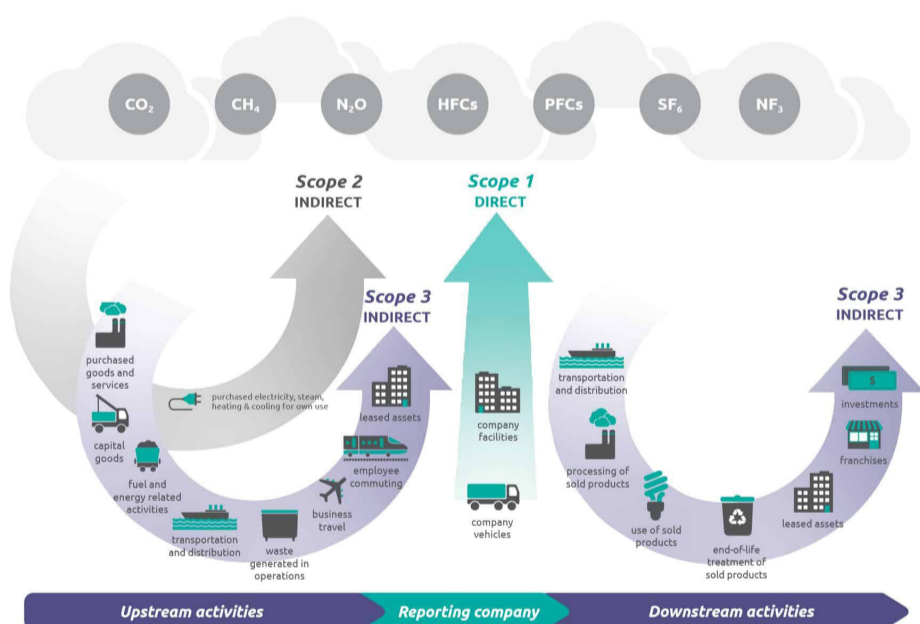 CO₂
CH₄
N₂O
HFCs
PFCs
SF₆
NF₃
Scope 2
INDIRECT
Scope 1
DIRECT
Scope 3
INDIRECT
Scope 3
INDIRECT
purchased
goods and
services
capital
goods
fuel and
energy related
activities
transportation
and distribution
waste
generated in
operations
business
travel
employee
commuting
leased assets
purchased electricity, steam,
heating & cooling for own use
company
facilities
company
vehicles
transportation
and distribution
processing of
sold products
use of sold
products
end-of-life
treatment of
sold products
leased assets
franchises
$
investments
Upstream activities
Reporting company
Downstream activities